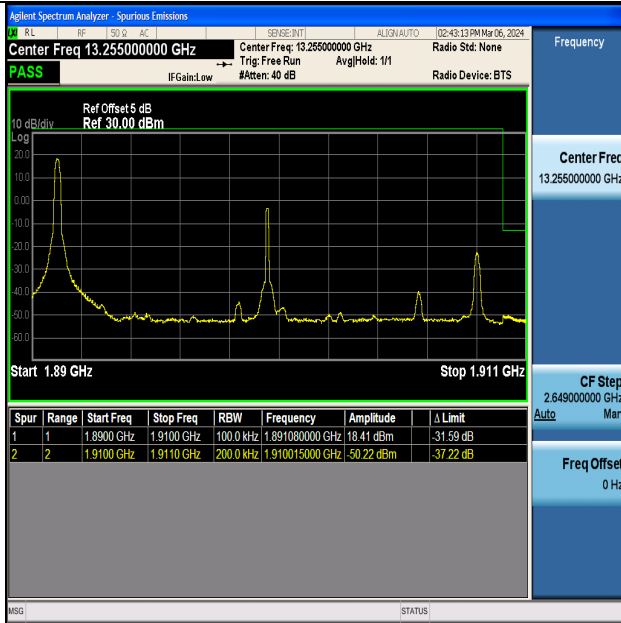 Agilent Spectrum Analyzer - Spurious Emissions
RL RF 50 Ω AC SENSE:INT ALIGN AUTO 02:43:13 PM Mar 06, 2024
Center Freq 13.255000000 GHz
Center Freq: 13.255000000 GHz
Radio Std: None
Trig: Free Run Avg|Hold: 1/1
PASS
IFGain:Low
#Atten: 40 dB
Radio Device: BTS
Frequency
Ref Offset 5 dB
10 dB/div Ref 30.00 dBm
Log
20.0
10.0
0.00
-10.0
-20.0
-30.0
-40.0
-50.0
-60.0
Start 1.89 GHz Stop 1.911 GHz
Spur Range Start Freq Stop Freq RBW Frequency Amplitude Δ Limit
1 1 1.8900 GHz 1.9100 GHz 100.0 kHz 1.891080000 GHz 18.41 dBm -31.59 dB
2 2 1.9100 GHz 1.9110 GHz 200.0 kHz 1.910015000 GHz -50.22 dBm -37.22 dB
Center Freq
13.255000000 GHz
CF Step
2.649000000 GHz
Auto Man
Freq Offset
0 Hz
MSG STATUS